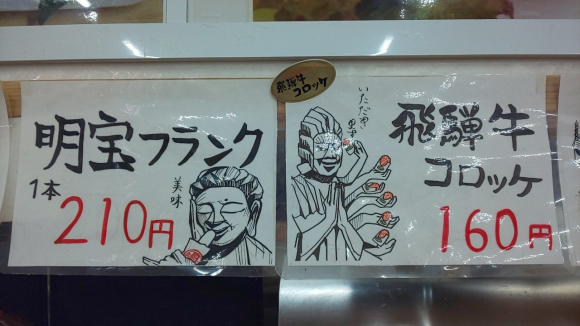 明宝フランク
1本
210円
美味
飛騨牛
コロッケ
いただきます
飛騨牛
コロッケ
160円